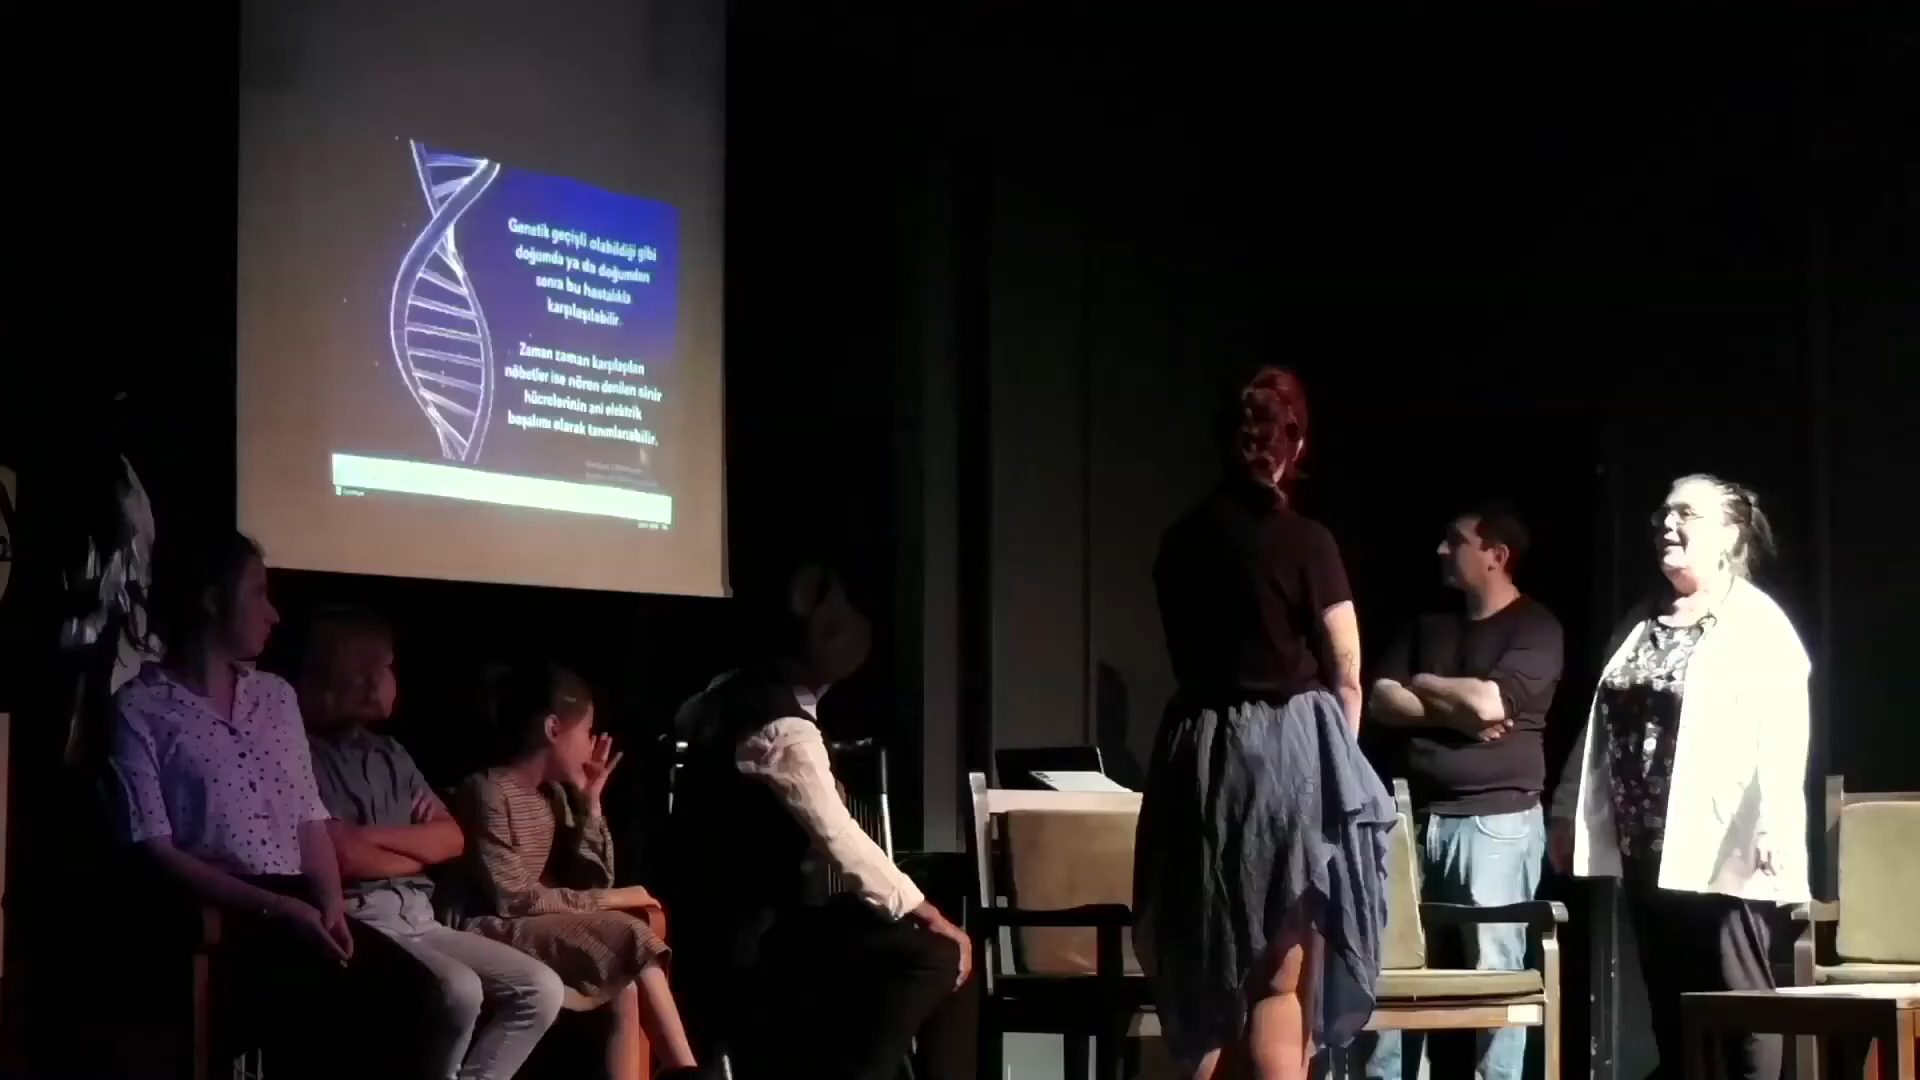 Genetik geçişli olabildiği gibi
doğumda ya da doğumdan
sonra bu hastalıkla
karşılaşılabilir.
Zaman zaman karşılaşılan
nöbetler ise nöron denilen sinir
hücrelerinin ani elektrik
boşalımı olarak tanımlanabilir.